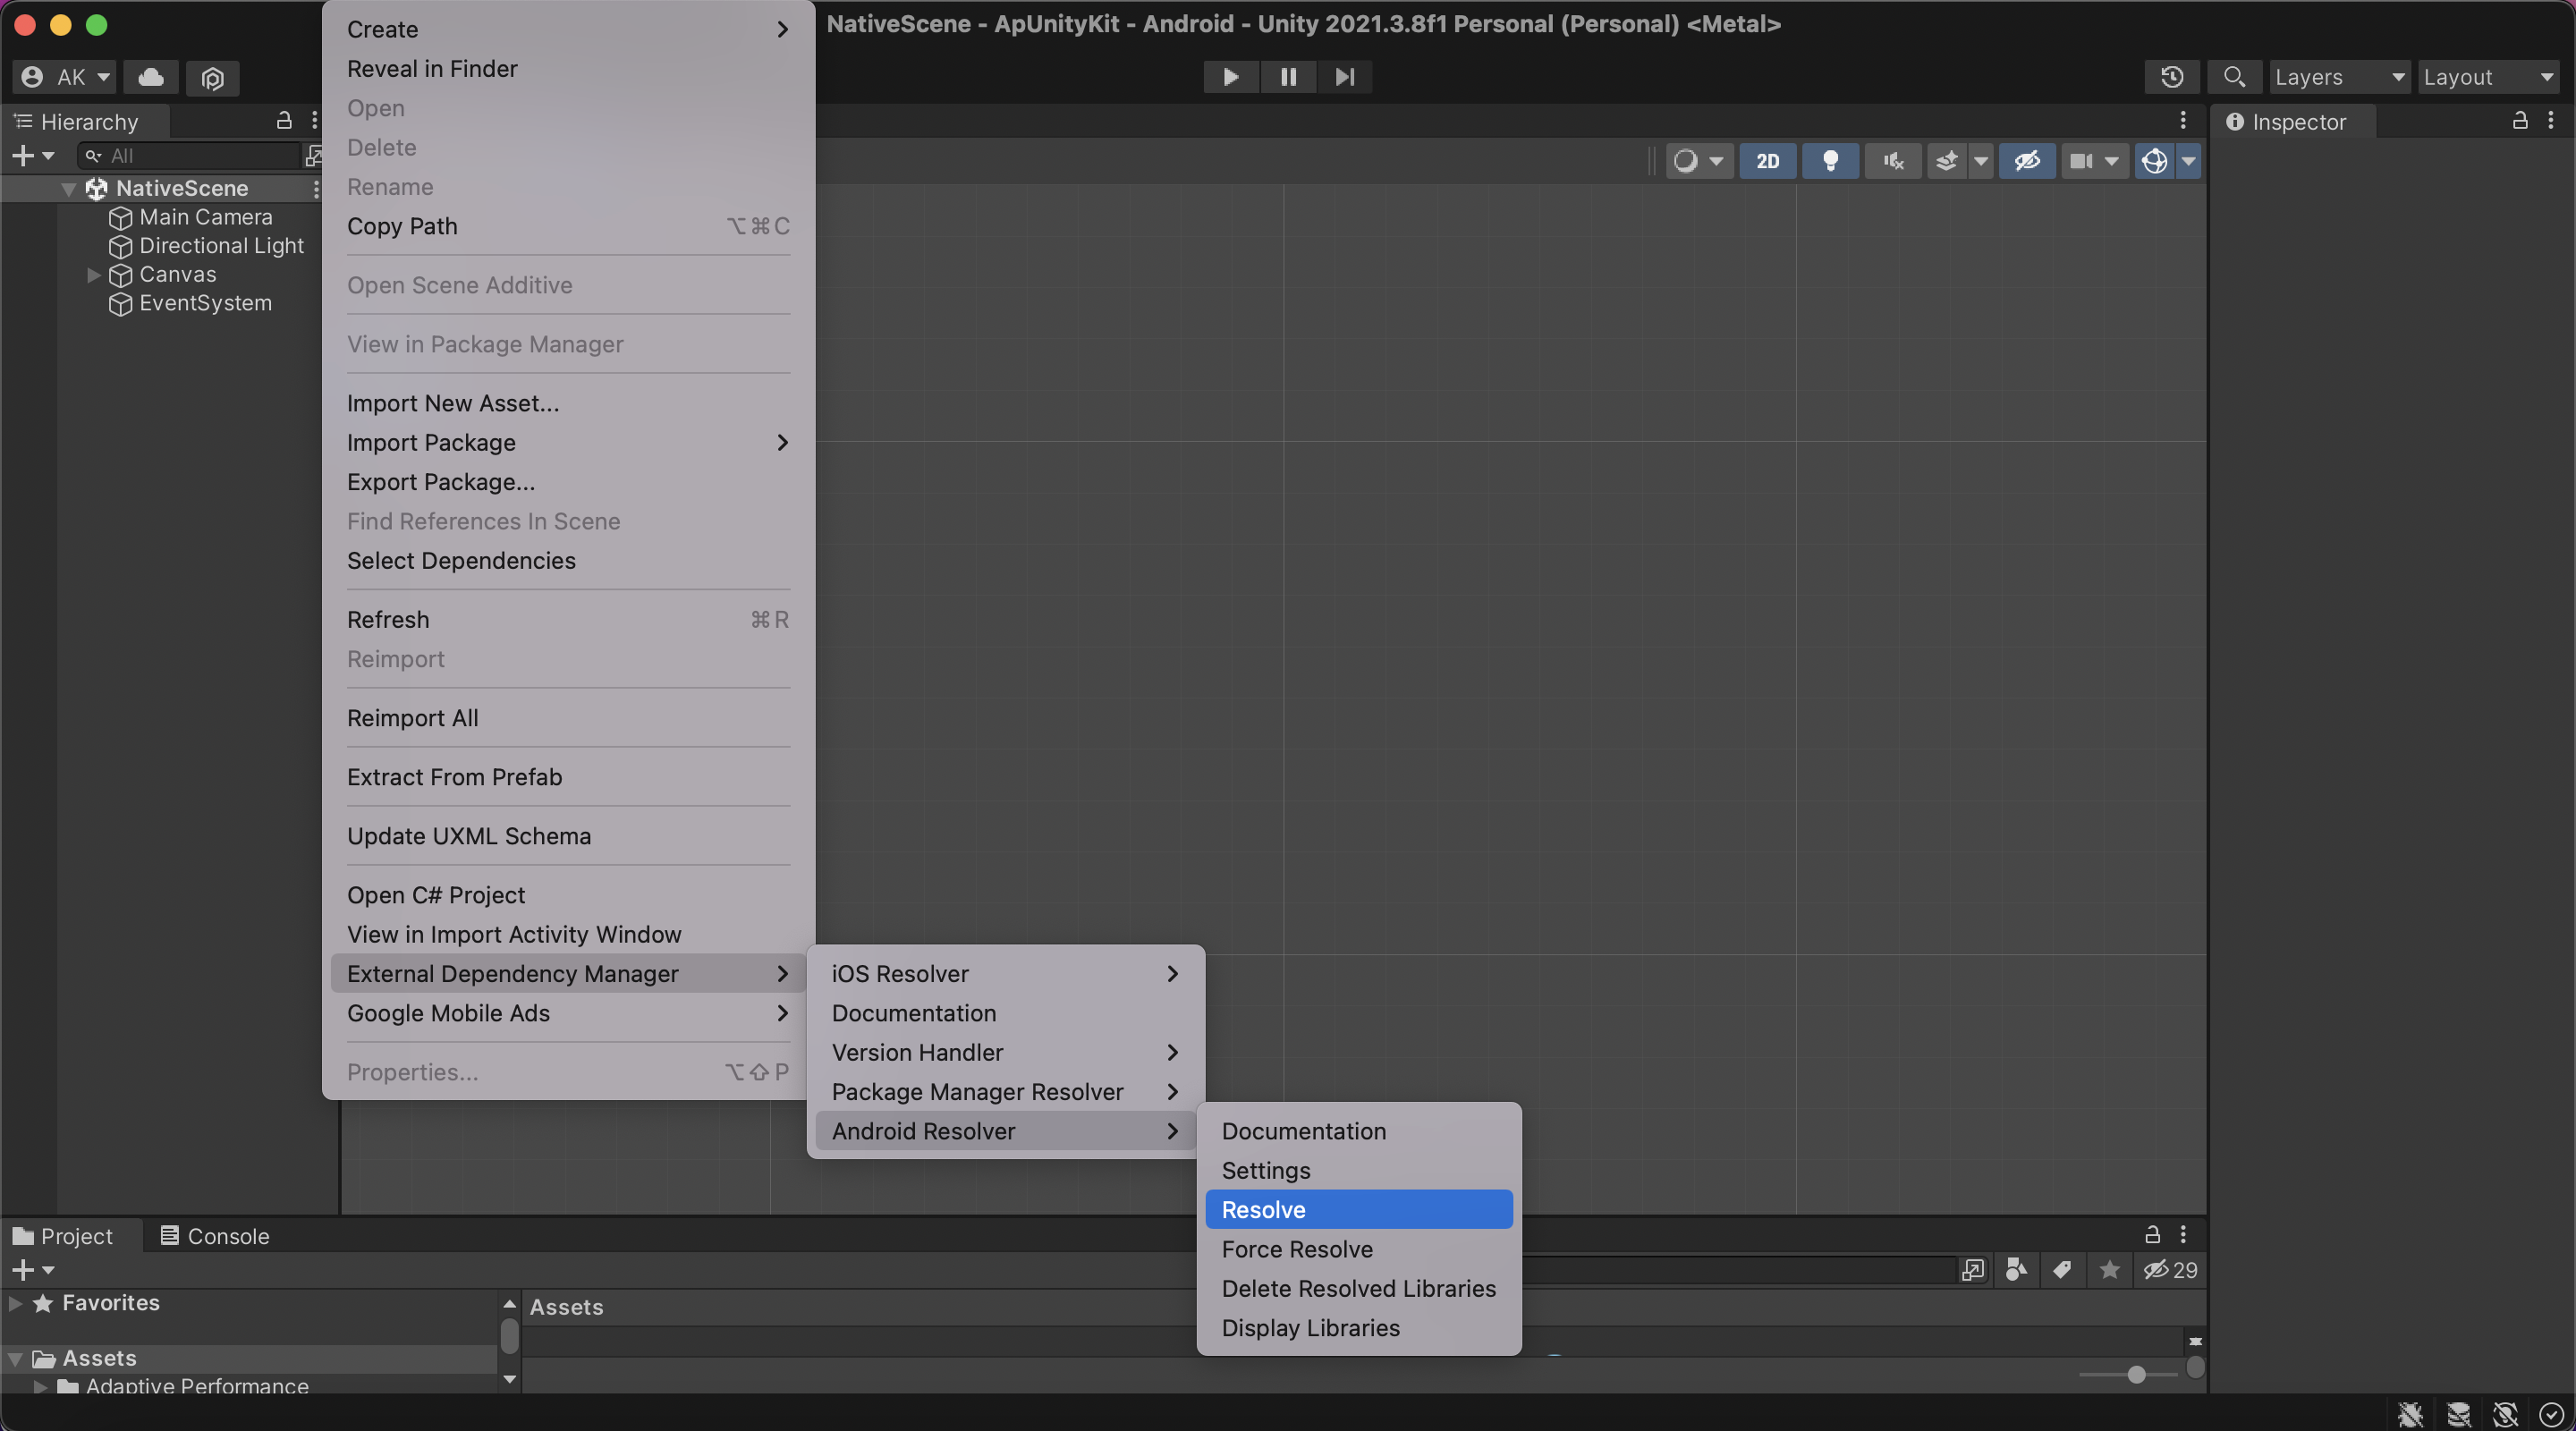 NativeScene - ApUnityKit - Android - Unity 2021.3.8f1 Personal (Personal) <Metal>
AK
Layers
Layout
Hierarchy
All
NativeScene
Main Camera
Directional Light
Canvas
EventSystem
Create
Reveal in Finder
Open
Delete
Rename
Copy Path ⌥⌘C
Open Scene Additive
View in Package Manager
Import New Asset...
Import Package
Export Package...
Find References In Scene
Select Dependencies
Refresh ⌘R
Reimport
Reimport All
Extract From Prefab
Update UXML Schema
Open C# Project
View in Import Activity Window
External Dependency Manager
Google Mobile Ads
Properties... ⌥⇧P
iOS Resolver
Documentation
Version Handler
Package Manager Resolver
Android Resolver
Documentation
Settings
Resolve
Force Resolve
Delete Resolved Libraries
Display Libraries
2D
Inspector
Project
Console
29
Favorites
Assets
Adaptive Performance
Assets